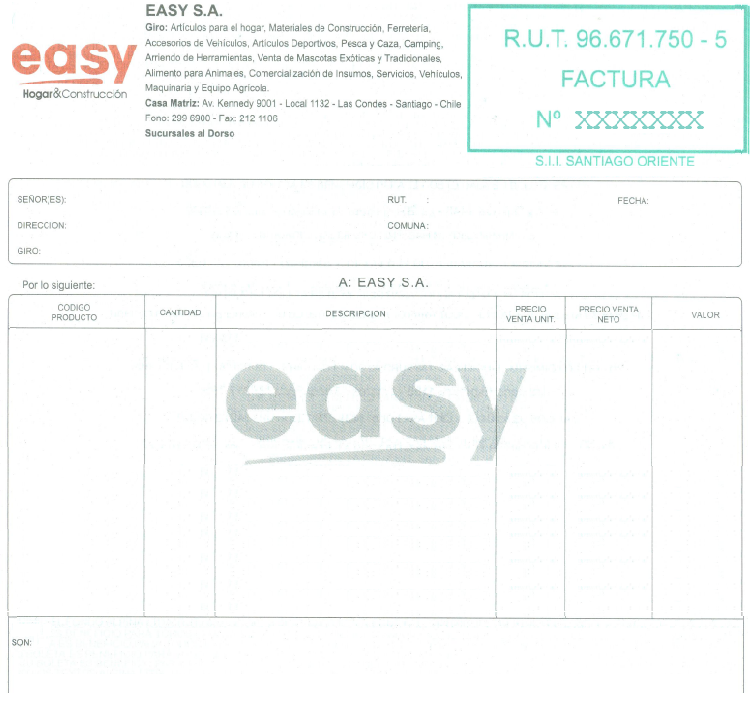 easy
Hogar&Construcción
EASY S.A.
Giro: Artículos para el hogar, Materiales de Construcción, Ferretería,
Accesorios de Vehículos, Articulos Deportivos, Pesca y Caza, Camping,
Arriendo de Herramientas, Venta de Mascotas Exóticas y Tradicionales,
Alimento para Animales, Comercialización de Insumos, Servicios, Vehículos,
Maquinaria y Equipo Agricola.
Casa Matriz: Av. Kennedy 9001 - Local 1132 - Las Condes - Santiago - Chile
Fono: 299 6900 - Fax: 212 1106
Sucursales al Dorso
R.U.T. 96.671.750 - 5
FACTURA
Nº XXXXXXXX
S.I.I. SANTIAGO ORIENTE
SEÑOR(ES): RUT. : FECHA:
DIRECCION: COMUNA:
GIRO:
Por lo siguiente: A: EASY S.A.
CODIGO PRODUCTO CANTIDAD DESCRIPCION PRECIO VENTA UNIT. PRECIO VENTA NETO VALOR
easy
SON: